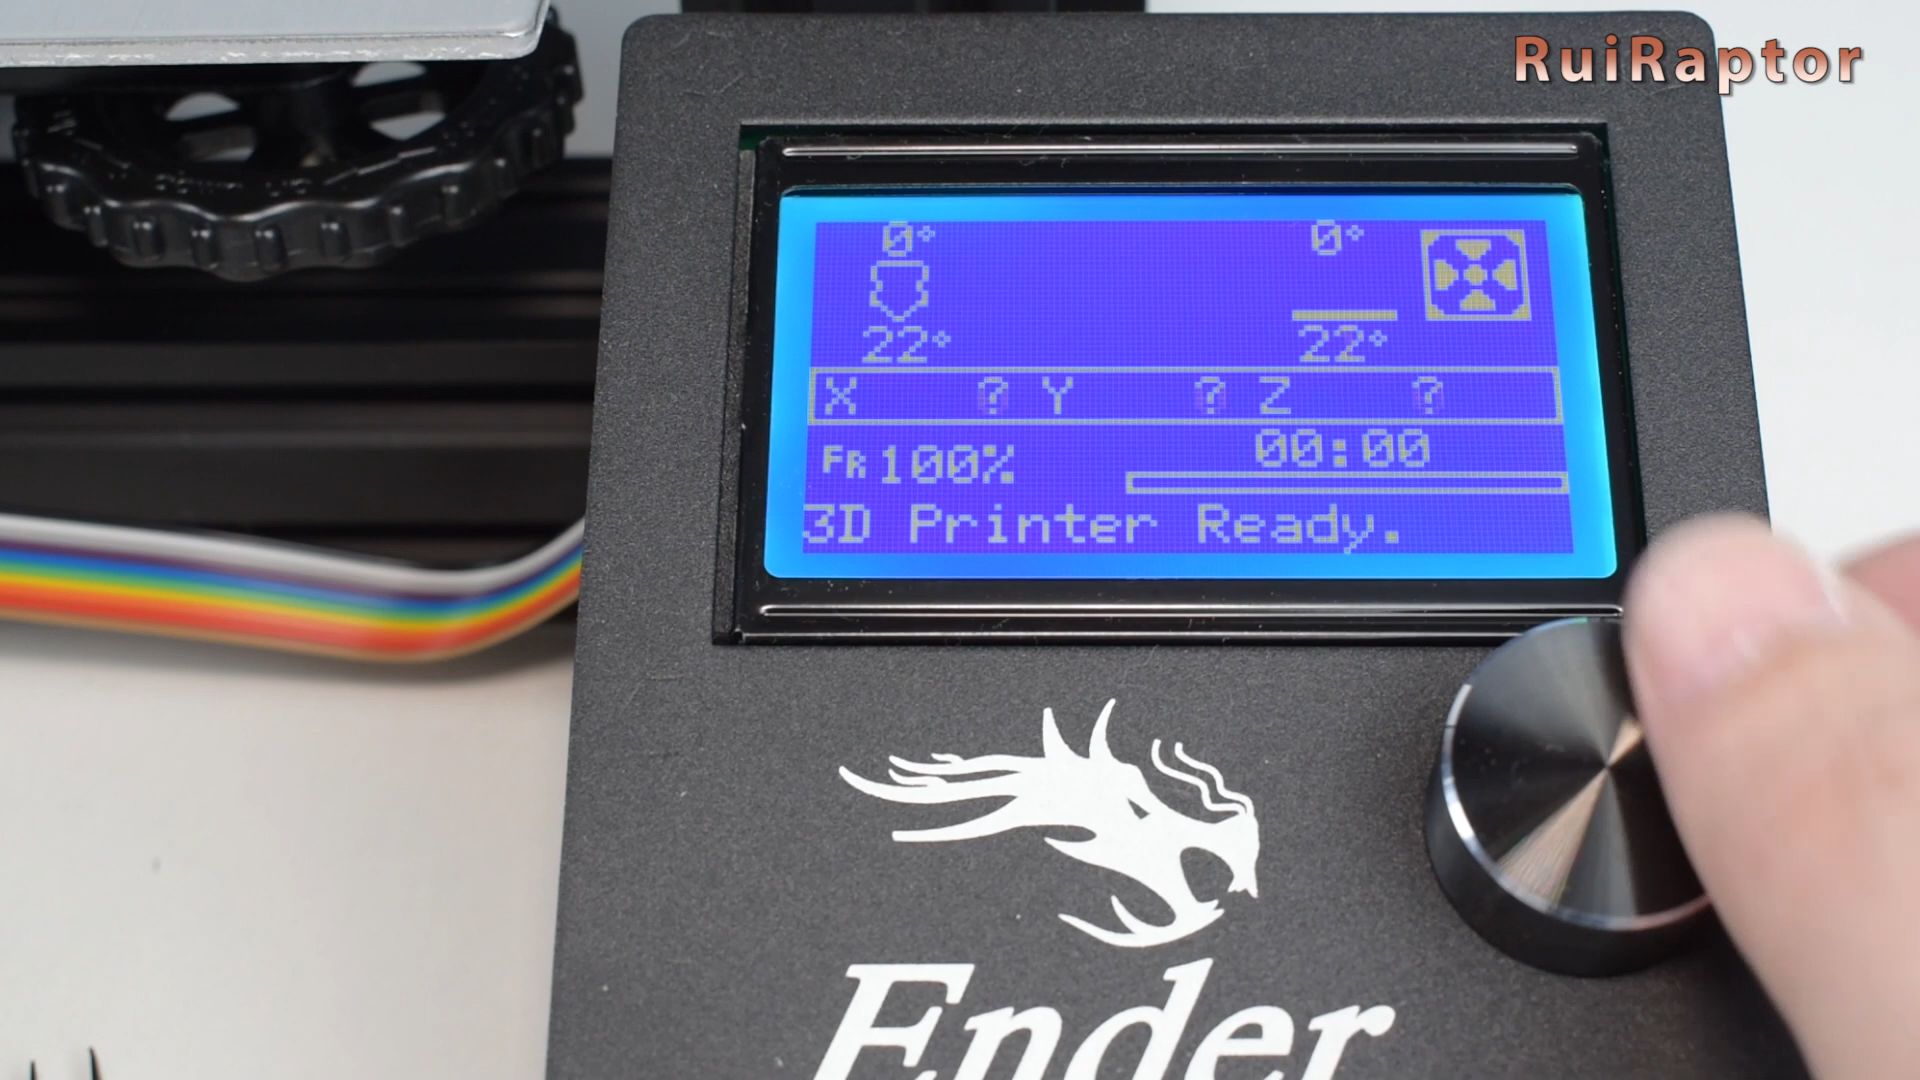 RuiRaptor
0° 0°
22° 22°
X ? Y ? Z ?
FR 100% 00:00
3D Printer Ready.
Ender